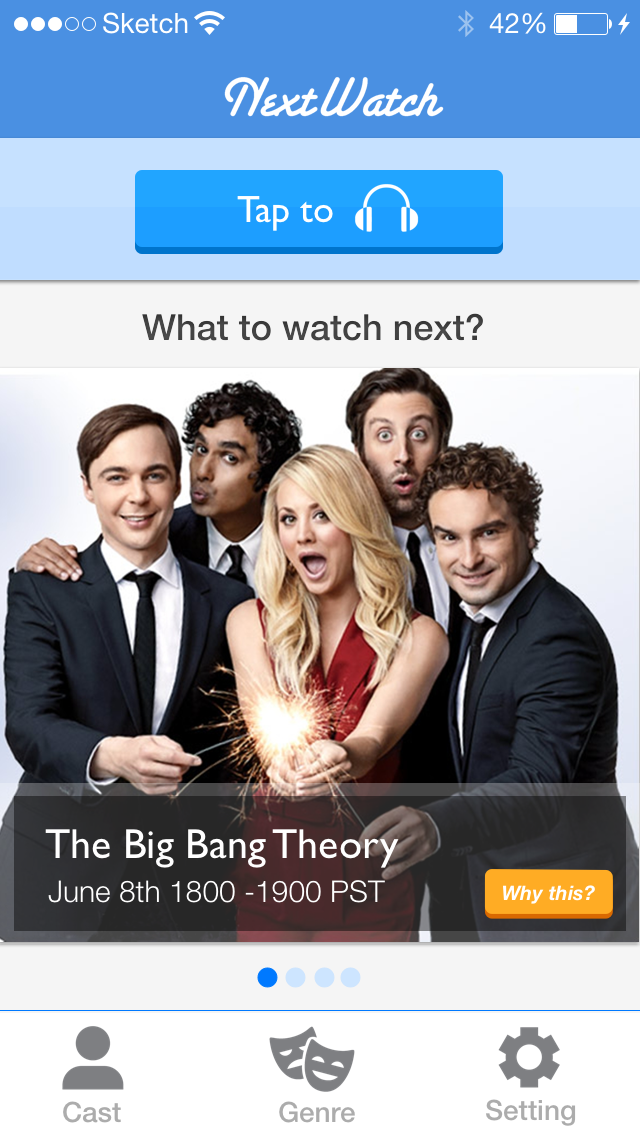 Sketch 42%
NextWatch
Tap to
What to watch next?
The Big Bang Theory
June 8th 1800 -1900 PST
Why this?
Cast Genre Setting